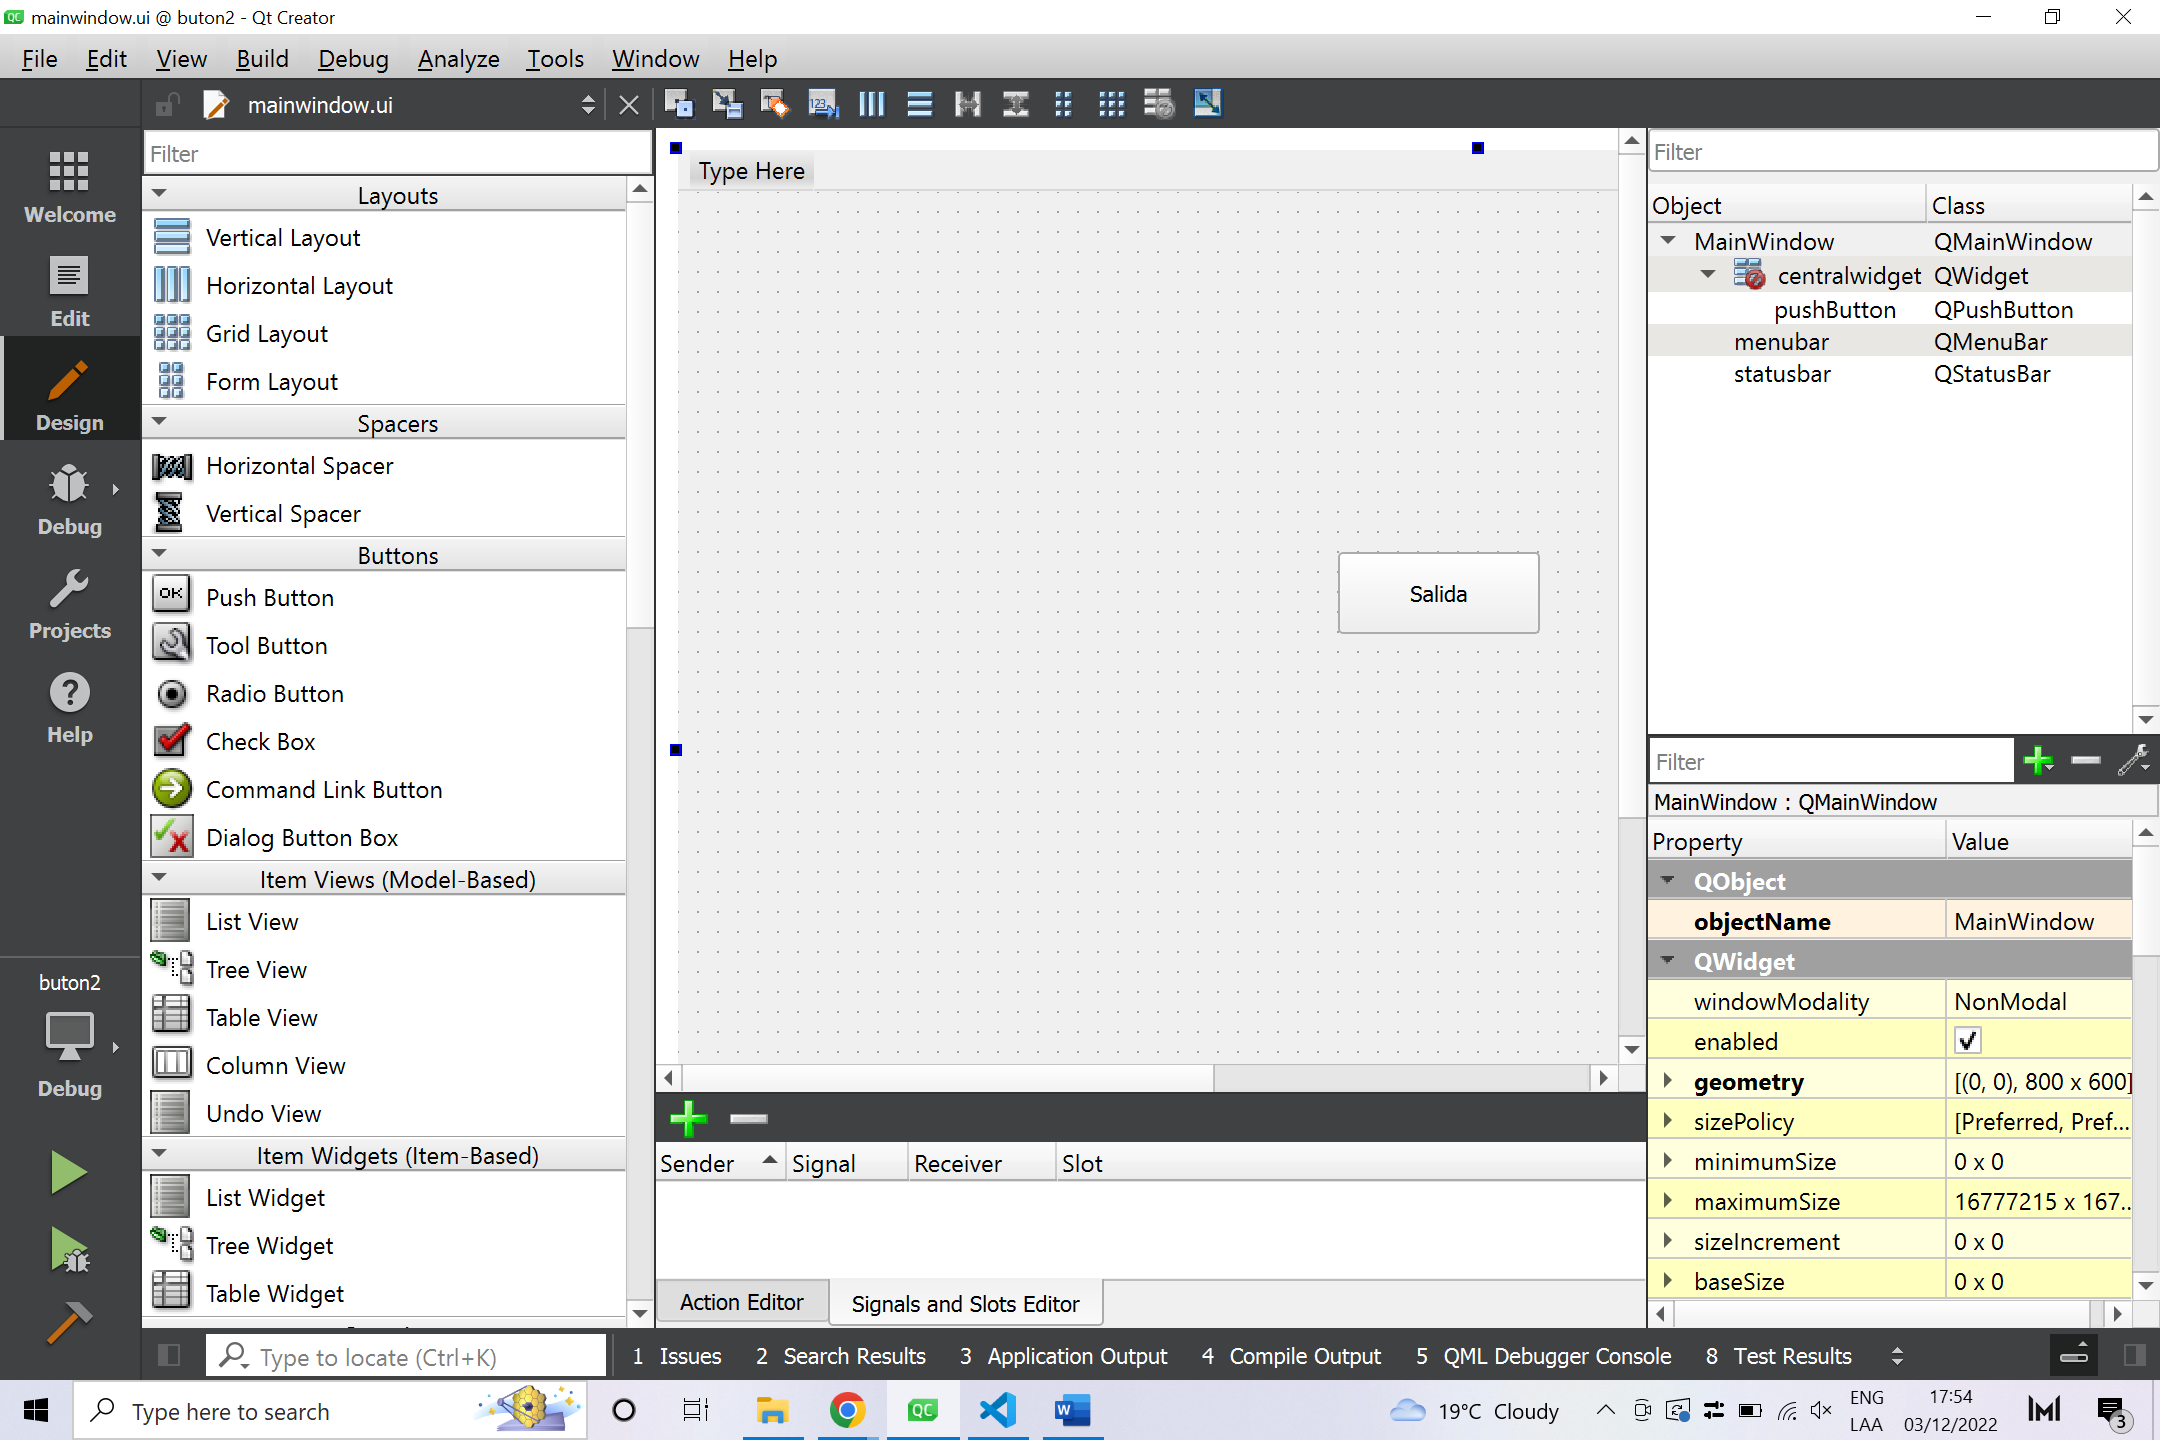 mainwindow.ui @ buton2 - Qt Creator
File Edit View Build Debug Analyze Tools Window Help
mainwindow.ui
Welcome
Edit
Design
Debug
Projects
Help
buton2
Debug
Filter
Layouts
Vertical Layout
Horizontal Layout
Grid Layout
Form Layout
Spacers
Horizontal Spacer
Vertical Spacer
Buttons
OK Push Button
Tool Button
Radio Button
Check Box
Command Link Button
Dialog Button Box
Item Views (Model-Based)
List View
Tree View
Table View
Column View
Undo View
Item Widgets (Item-Based)
List Widget
Tree Widget
Table Widget
Type Here
Salida
Sender Signal Receiver Slot
Action Editor Signals and Slots Editor
Filter
Object Class
MainWindow QMainWindow
centralwidget QWidget
pushButton QPushButton
menubar QMenuBar
statusbar QStatusBar
Filter
MainWindow : QMainWindow
Property Value
QObject
objectName MainWindow
QWidget
windowModality NonModal
enabled
geometry [(0, 0), 800 x 600]
sizePolicy [Preferred, Pref...
minimumSize 0 x 0
maximumSize 16777215 x 167..
sizeIncrement 0 x 0
baseSize 0 x 0
Type to locate (Ctrl+K) 1 Issues 2 Search Results 3 Application Output 4 Compile Output 5 QML Debugger Console 8 Test Results
Type here to search
19°C Cloudy
ENG
LAA
17:54
03/12/2022
3